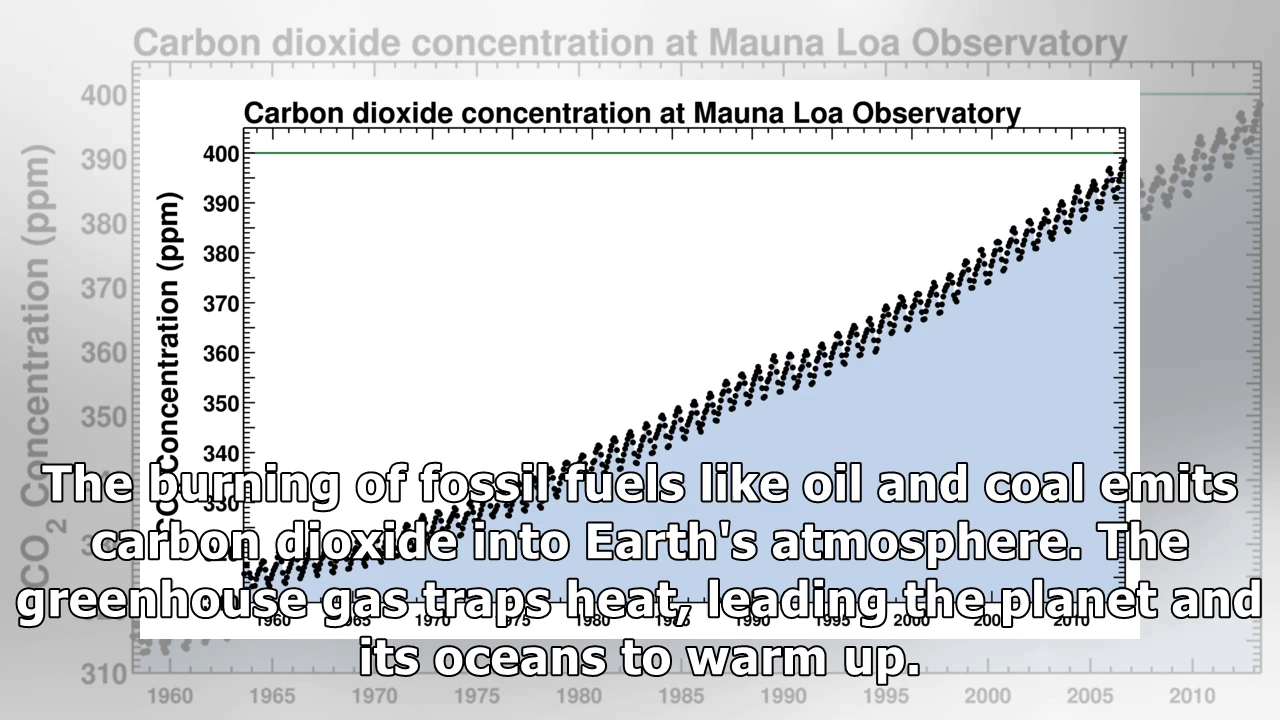 Carbon dioxide concentration at Mauna Loa Observatory
Carbon dioxide concentration at Mauna Loa Observatory
400
390
380
370
360
350
310
CO2 Concentration (ppm)
400
390
380
370
360
350
340
330
Concentration (ppm)
The burning of fossil fuels like oil and coal emits
carbon dioxide into Earth's atmosphere. The
greenhouse gas traps heat, leading the planet and
its oceans to warm up.
1960 1970 1980 1990 1995 2010
1960 1965 1970 1975 1980 1985 1990 1995 2000 2005 2010